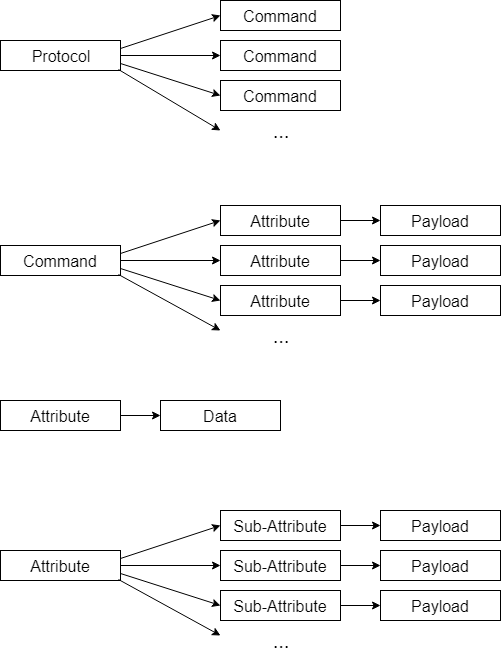 Command
Protocol
Command
Command
...
Attribute
Payload
Command
Attribute
Payload
Attribute
Payload
...
Attribute
Data
Sub-Attribute
Payload
Attribute
Sub-Attribute
Payload
Sub-Attribute
Payload
...